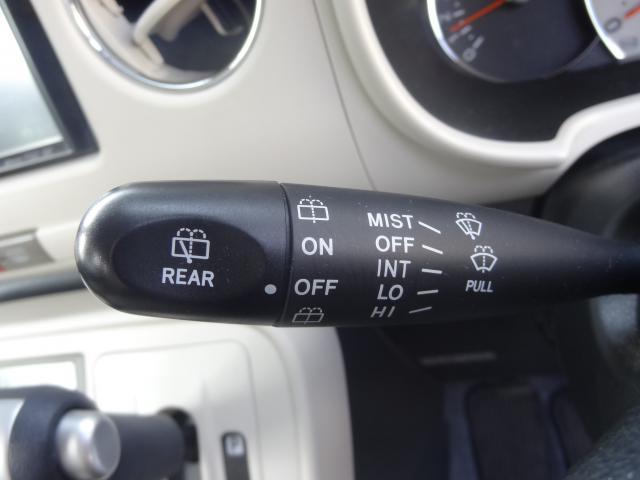 REAR
ON
OFF
MIST
OFF
INT
LO
HI
PULL
P